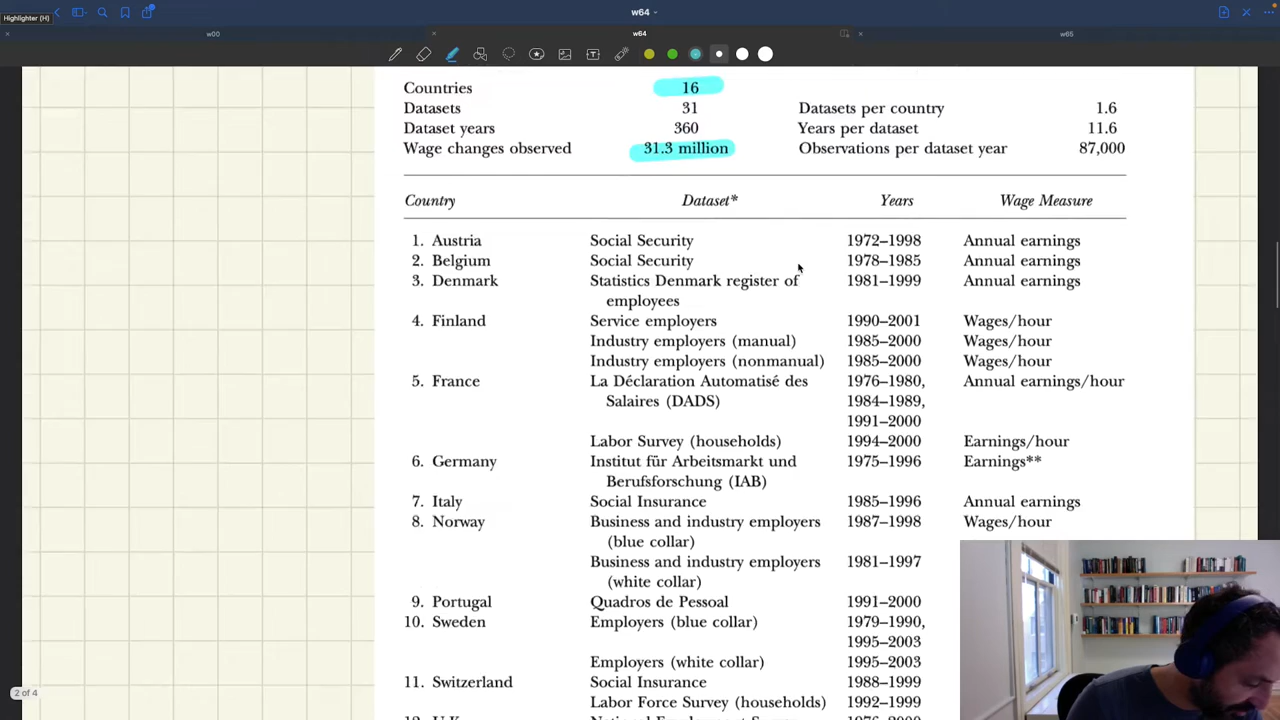 w64
Highlighter (H)
w00
w64
w65
Countries 16
Datasets 31 Datasets per country 1.6
Dataset years 360 Years per dataset 11.6
Wage changes observed 31.3 million Observations per dataset year 87,000
Country Dataset* Years Wage Measure
1. Austria Social Security 1972–1998 Annual earnings
2. Belgium Social Security 1978–1985 Annual earnings
3. Denmark Statistics Denmark register of 1981–1999 Annual earnings
employees
4. Finland Service employers 1990–2001 Wages/hour
Industry employers (manual) 1985–2000 Wages/hour
Industry employers (nonmanual) 1985–2000 Wages/hour
5. France La Déclaration Automatisé des 1976–1980, Annual earnings/hour
Salaires (DADS) 1984–1989,
1991–2000
Labor Survey (households) 1994–2000 Earnings/hour
6. Germany Institut für Arbeitsmarkt und 1975–1996 Earnings**
Berufsforschung (IAB)
7. Italy Social Insurance 1985–1996 Annual earnings
8. Norway Business and industry employers 1987–1998 Wages/hour
(blue collar)
Business and industry employers 1981–1997
(white collar)
9. Portugal Quadros de Pessoal 1991–2000
10. Sweden Employers (blue collar) 1979–1990,
1995–2003
Employers (white collar) 1995–2003
11. Switzerland Social Insurance 1988–1999
Labor Force Survey (households) 1992–1999
2 of 4